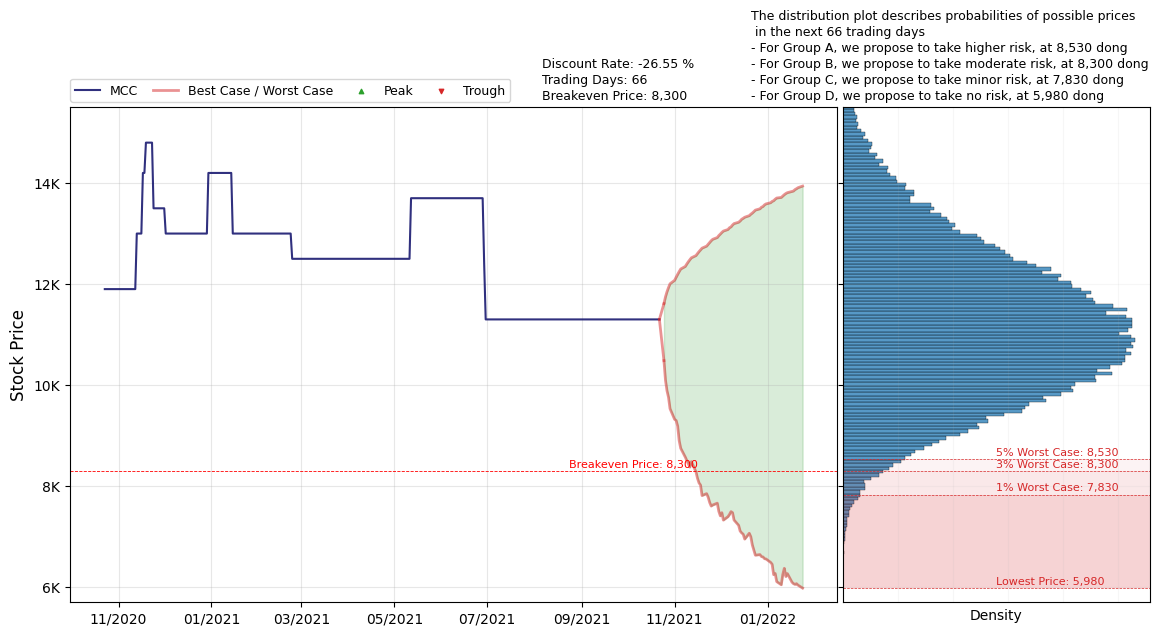 The distribution plot describes probabilities of possible prices
in the next 66 trading days
- For Group A, we propose to take higher risk, at 8,530 dong
- For Group B, we propose to take moderate risk, at 8,300 dong
- For Group C, we propose to take minor risk, at 7,830 dong
- For Group D, we propose to take no risk, at 5,980 dong
Discount Rate: -26.55 %
Trading Days: 66
Breakeven Price: 8,300
MCC
Best Case / Worst Case
Peak
Trough
Stock Price
14K
12K
10K
8K
6K
Breakeven Price: 8,300
11/2020
01/2021
03/2021
05/2021
07/2021
09/2021
11/2021
01/2022
5% Worst Case: 8,530
3% Worst Case: 8,300
1% Worst Case: 7,830
Lowest Price: 5,980
Density